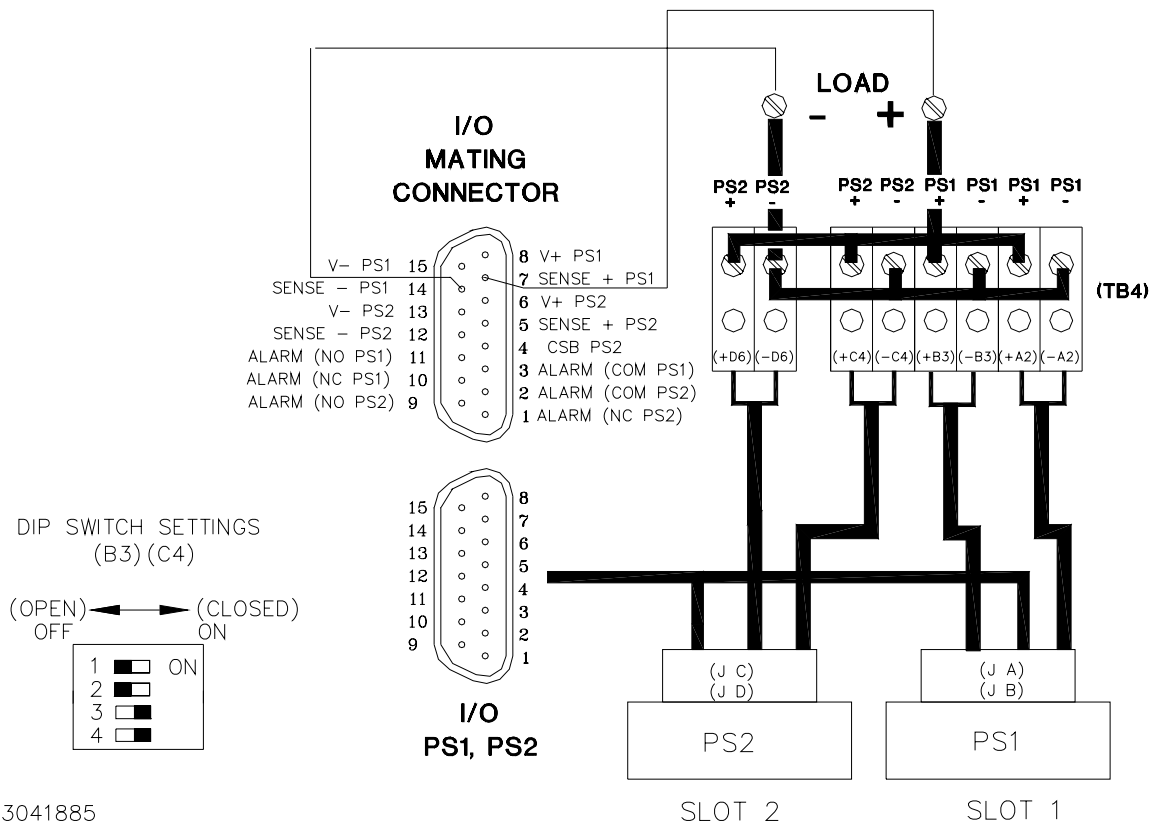 LOAD
- +
I/O
MATING
CONNECTOR
PS2 PS2 PS2 PS2 PS1 PS1 PS1 PS1
+ - + - + - + -
8 V+ PS1
V- PS1 15
7 SENSE + PS1
SENSE - PS1 14
6 V+ PS2
V- PS2 13
5 SENSE + PS2
SENSE - PS2 12
4 CSB PS2
ALARM (NO PS1) 11
3 ALARM (COM PS1)
ALARM (NC PS1) 10
2 ALARM (COM PS2)
ALARM (NO PS2) 9
1 ALARM (NC PS2)
(TB4)
(+D6) (-D6) (+C4) (-C4) (+B3) (-B3) (+A2) (-A2)
8
15
7
14
6
13
5
12
4
11
3
10
2
9
1
I/O
PS1, PS2
DIP SWITCH SETTINGS
(B3) (C4)
(OPEN) (CLOSED)
OFF ON
1 ON
2
3
4
(J C)
(J D)
PS2
SLOT 2
(J A)
(J B)
PS1
SLOT 1
3041885